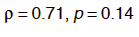 ρ = 0.71, p = 0.14